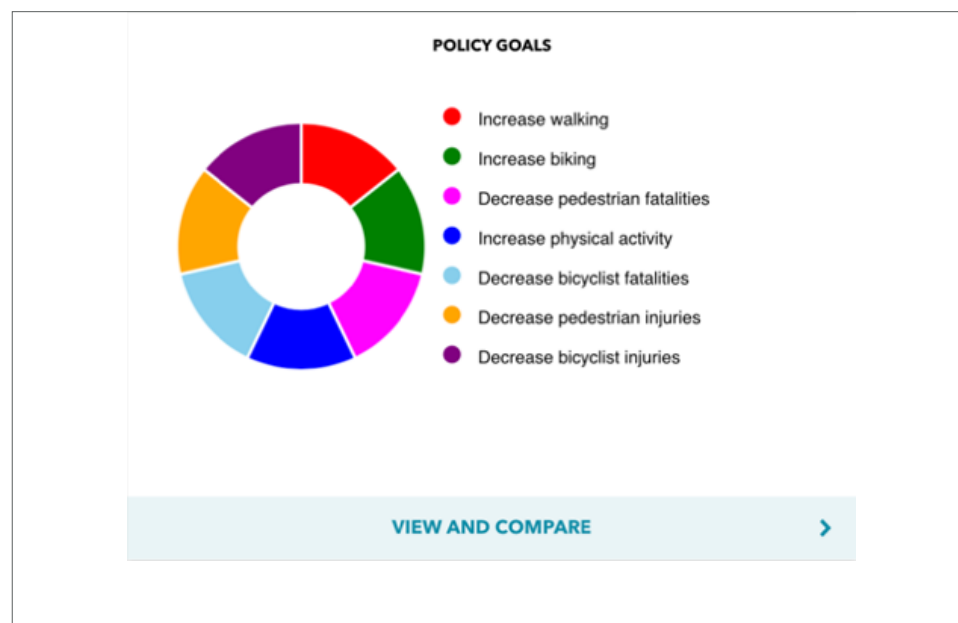 POLICY GOALS
Increase walking
Increase biking
Decrease pedestrian fatalities
Increase physical activity
Decrease bicyclist fatalities
Decrease pedestrian injuries
Decrease bicyclist injuries
VIEW AND COMPARE